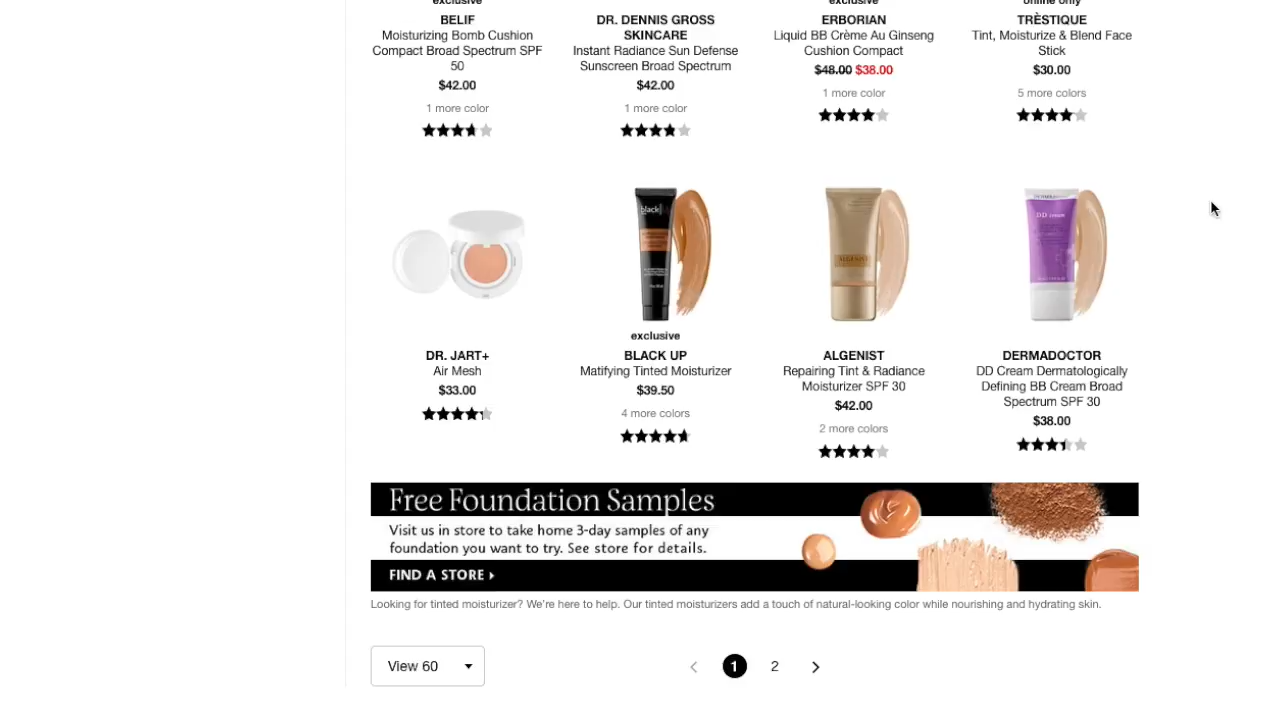 exclusive
exclusive
online only
BELIF
Moisturizing Bomb Cushion
Compact Broad Spectrum SPF
50
$42.00
1 more color
DR. DENNIS GROSS
SKINCARE
Instant Radiance Sun Defense
Sunscreen Broad Spectrum
$42.00
1 more color
ERBORIAN
Liquid BB Crème Au Ginseng
Cushion Compact
$48.00 $38.00
1 more color
TRÈSTIQUE
Tint, Moisturize & Blend Face
Stick
$30.00
5 more colors
black
ALGENIST
DD cream
DR. JART+
Air Mesh
$33.00
exclusive
BLACK UP
Matifying Tinted Moisturizer
$39.50
4 more colors
ALGENIST
Repairing Tint & Radiance
Moisturizer SPF 30
$42.00
2 more colors
DERMADOCTOR
DD Cream Dermatologically
Defining BB Cream Broad
Spectrum SPF 30
$38.00
Free Foundation Samples
Visit us in store to take home 3-day samples of any
foundation you want to try. See store for details.
FIND A STORE
Looking for tinted moisturizer? We're here to help. Our tinted moisturizers add a touch of natural-looking color while nourishing and hydrating skin.
View 60
1 2